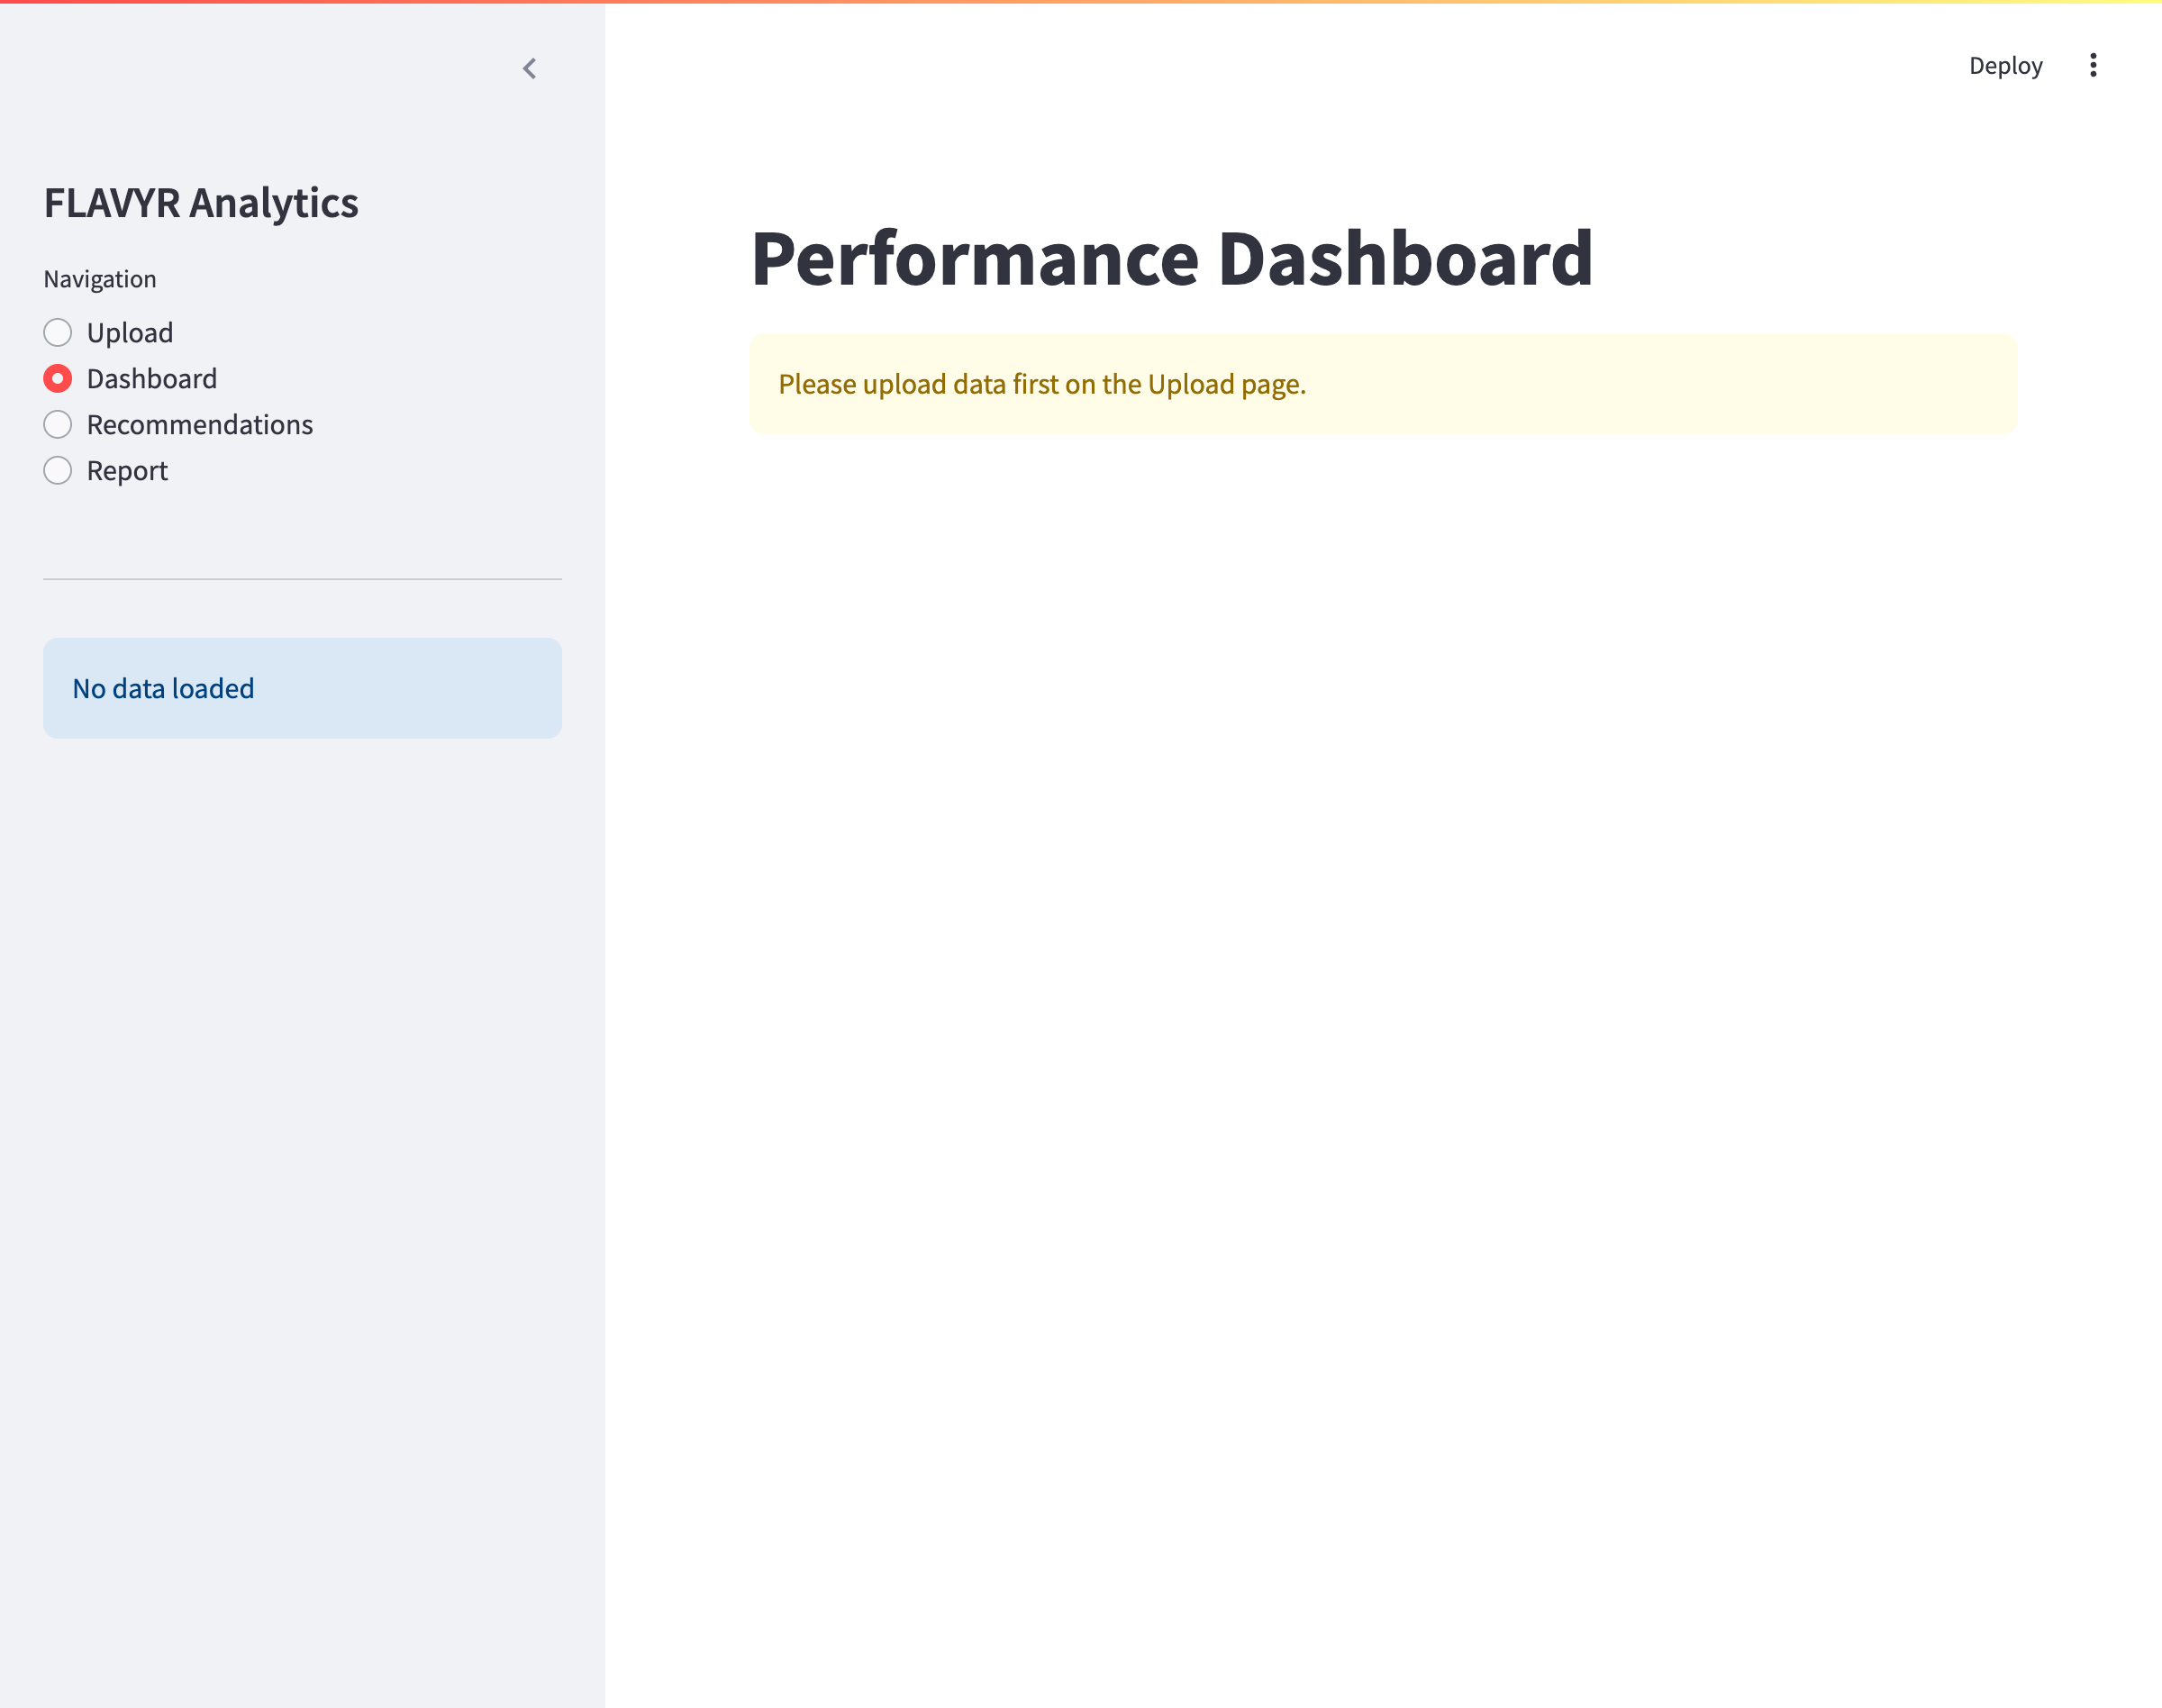 Deploy
FLAVYR Analytics
Navigation
Upload
Dashboard
Recommendations
Report
No data loaded
Performance Dashboard
Please upload data first on the Upload page.